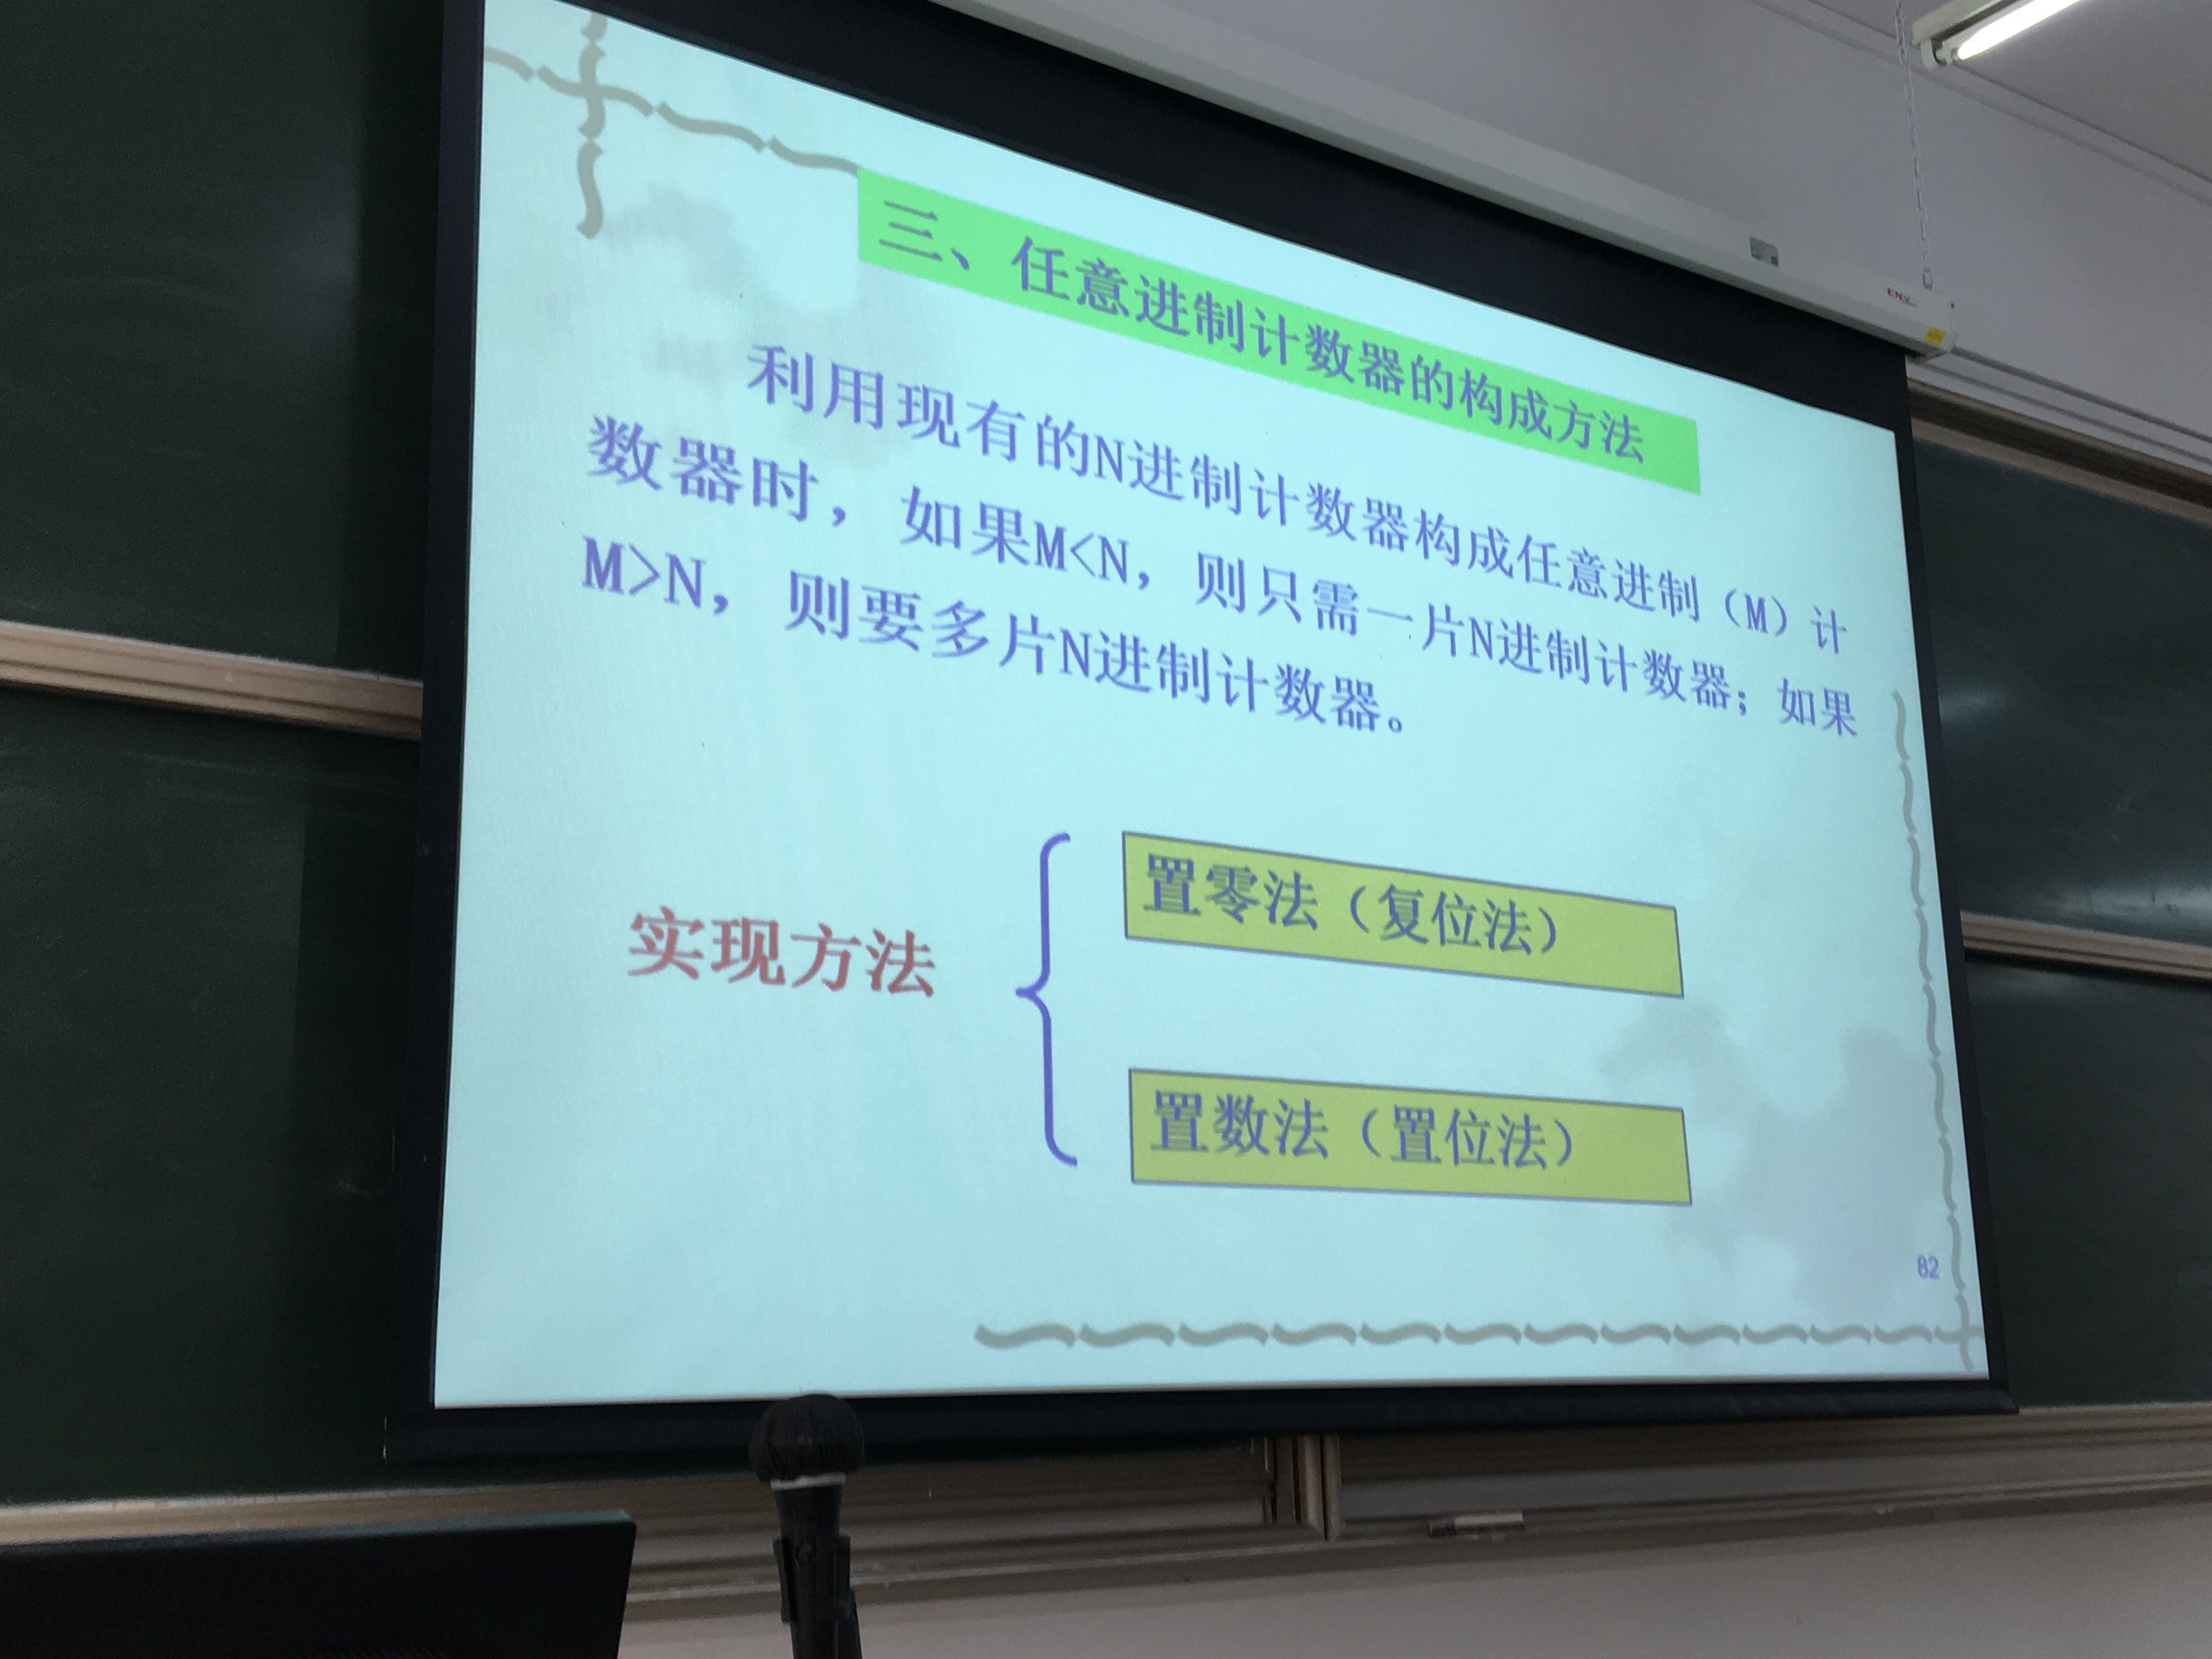 三、任意进制计数器的构成方法
利用现有的N进制计数器构成任意进制（M）计
数器时，如果M<N，则只需一片N进制计数器；如果
M>N，则要多片N进制计数器。
实现方法
置零法（复位法）
置数法（置位法）
82